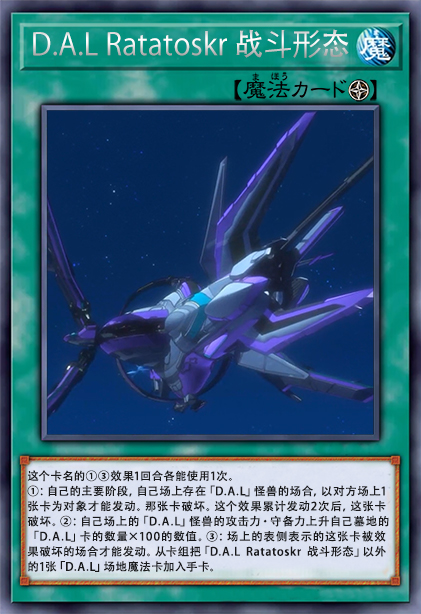 D.A.L Ratatoskr 战斗形态 魔
【魔法カード】
ま ほう
这个卡名的①③效果1回合各能使用1次。
①：自己的主要阶段，自己场上存在「D.A.L」怪兽的场合，以对方场上1
张卡为对象才能发动。那张卡破坏。这个效果累计发动2次后，这张卡
破坏。②：自己场上的「D.A.L」怪兽的攻击力·守备力上升自己墓地的
「D.A.L」卡的数量×100的数值。③：场上的表侧表示的这张卡被效
果破坏的场合才能发动。从卡组把「D.A.L Ratatoskr 战斗形态」以外
的1张「D.A.L」场地魔法卡加入手卡。